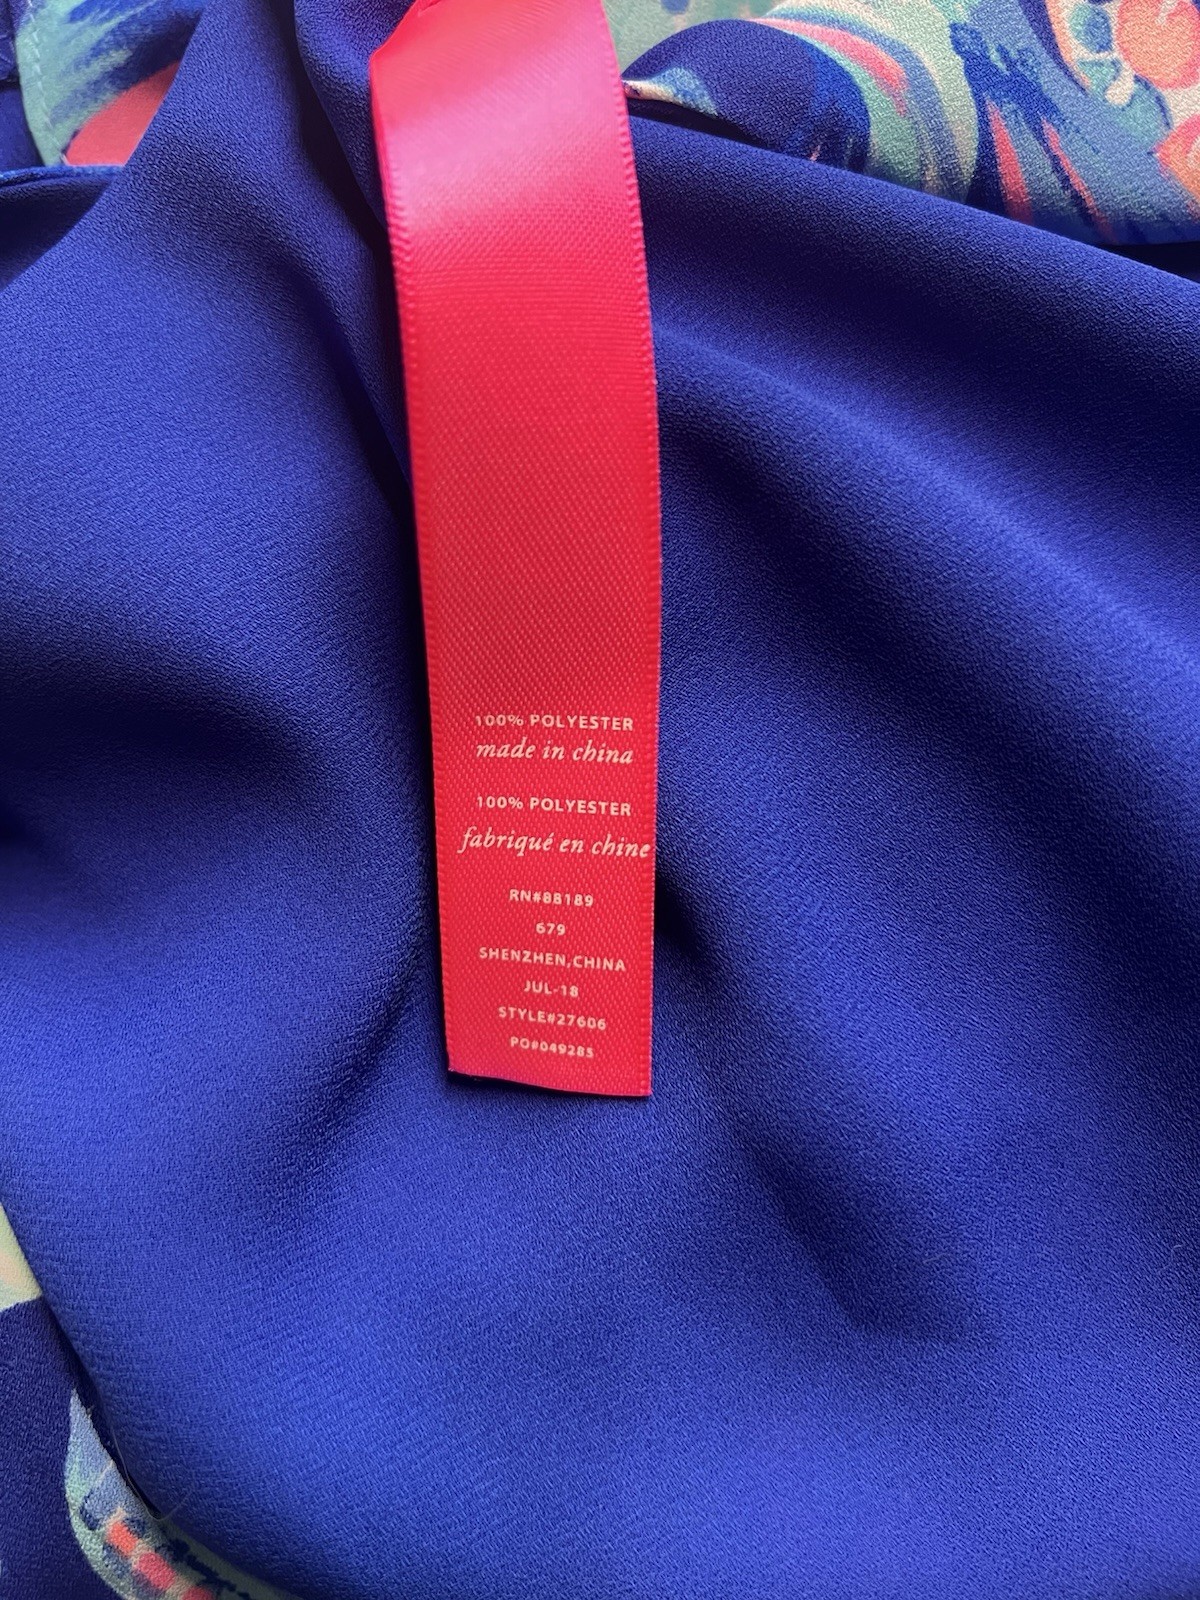 100% POLYESTER
made in china
100% POLYESTER
fabriqué en chine
RN#88189
679
SHENZHEN,CHINA
JUL-18
STYLE#27606
PO#049285